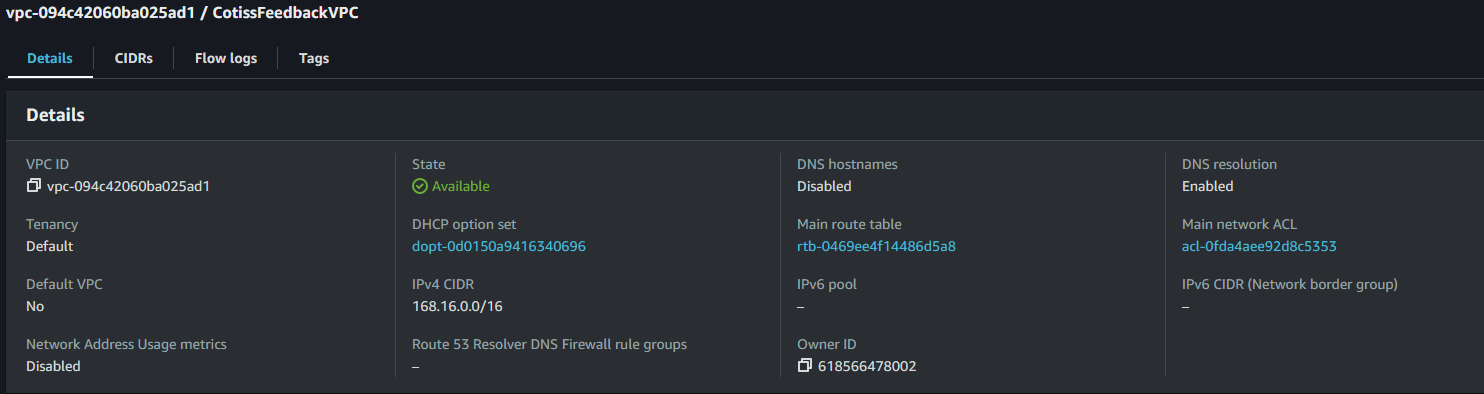 vpc-094c42060ba025ad1 / CotissFeedbackVPC
Details CIDRs Flow logs Tags
Details
VPC ID State DNS hostnames DNS resolution
vpc-094c42060ba025ad1 Available Disabled Enabled
Tenancy DHCP option set Main route table Main network ACL
Default dopt-0d0150a9416340696 rtb-0469ee4f14486d5a8 acl-0fda4aee92d8c5353
Default VPC IPv4 CIDR IPv6 pool IPv6 CIDR (Network border group)
No 168.16.0.0/16 – –
Network Address Usage metrics Route 53 Resolver DNS Firewall rule groups Owner ID
Disabled – 618566478002